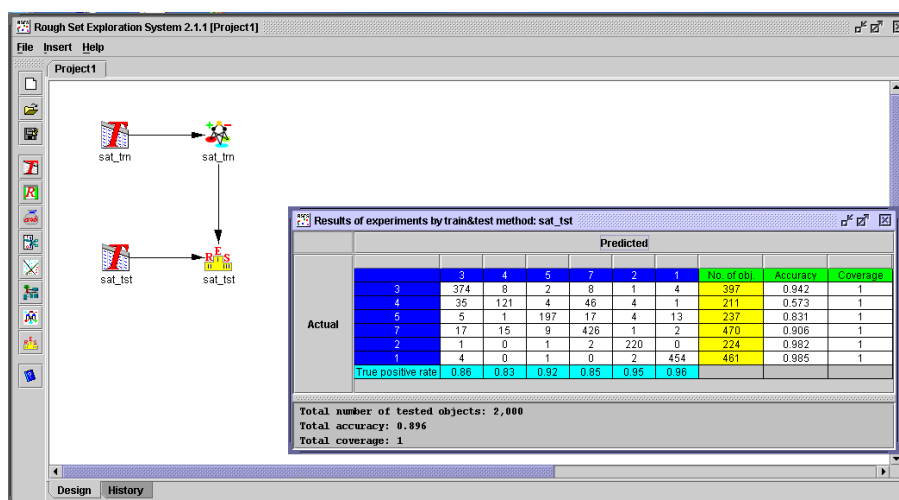 Rough Set Exploration System 2.1.1 [Project1]
File Insert Help
Project1
sat_trn sat_trn
sat_tst sat_tst
Results of experiments by train&test method: sat_tst
Predicted
3 4 5 7 2 1 No. of obj. Accuracy Coverage
3 374 8 2 8 1 4 397 0.942 1
4 35 121 4 46 4 1 211 0.573 1
5 5 1 197 17 4 13 237 0.831 1
Actual
7 17 15 9 426 1 2 470 0.906 1
2 1 0 1 2 220 0 224 0.982 1
1 4 0 1 0 2 454 461 0.985 1
True positive rate 0.86 0.83 0.92 0.85 0.95 0.96
Total number of tested objects: 2,000
Total accuracy: 0.896
Total coverage: 1
Design History